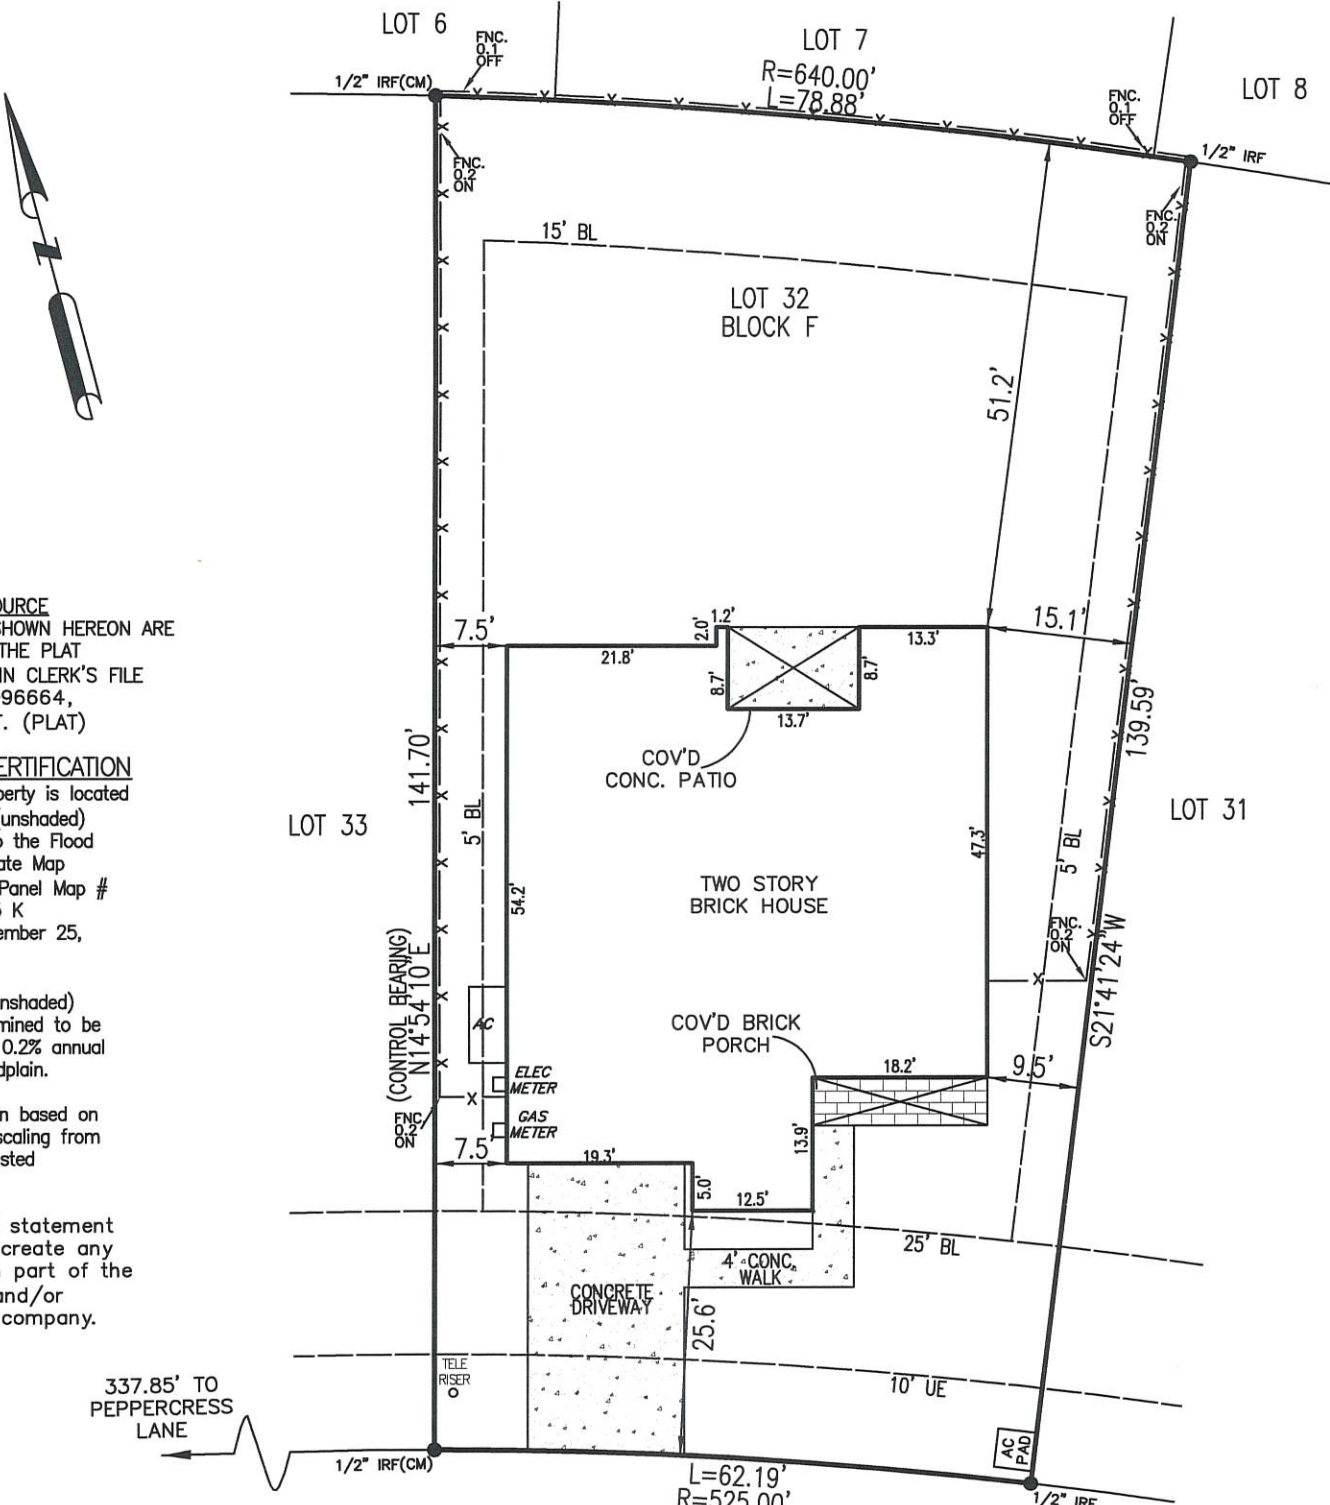 LOT 6
LOT 7
LOT 8
R=640.00'
L=78.88'
FNC.
0.1
OFF
1/2" IRF(CM)
FNC.
0.1
OFF
1/2" IRF
FNC.
0.2
ON
FNC.
0.2
ON
N
15' BL
LOT 32
BLOCK F
51.2'
OURCE
SHOWN HEREON ARE
THE PLAT
IN CLERK'S FILE
96664,
T. (PLAT)
ERTIFICATION
perty is located
(unshaded)
o the Flood
ate Map
Panel Map #
K
ember 25,
nshaded)
mined to be
0.2% annual
dplain.
n based on
scaling from
sted
statement
create any
part of the
and/or
company.
7.5'
21.8'
2.0'
1.2'
8.7'
13.7'
8.7'
13.3'
15.1'
COV'D
CONC. PATIO
141.70'
5' BL
LOT 33
54.2'
47.3'
139.59'
LOT 31
5' BL
TWO STORY
BRICK HOUSE
(CONTROL BEARING)
N14°54'10"E
S21°41'24"W
FNC.
0.2
ON
AC
COV'D BRICK
PORCH
18.2'
9.5'
ELEC
METER
GAS
METER
FNC.
0.2
ON
X
X
7.5'
19.3'
5.0'
12.5'
13.9'
25' BL
4' CONC.
WALK
CONCRETE
DRIVEWAY
25.6'
TELE
RISER
10' UE
337.85' TO
PEPPERCRESS
LANE
AC
PAD
1/2" IRF(CM)
L=62.19'
R=525.00'
1/2" IRF